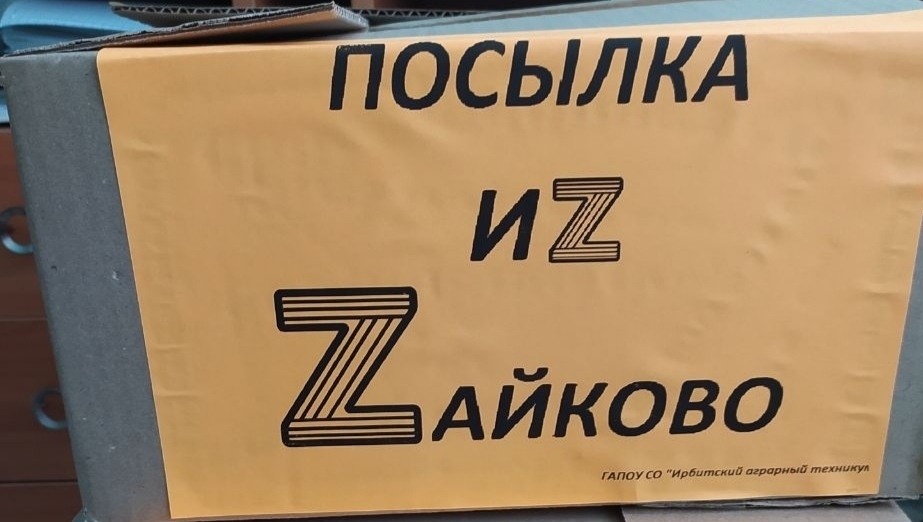 ПОСЫЛКА
ИZ
ZАЙКОВО
ГАПОУ СО "Ирбитский аграрный техникум